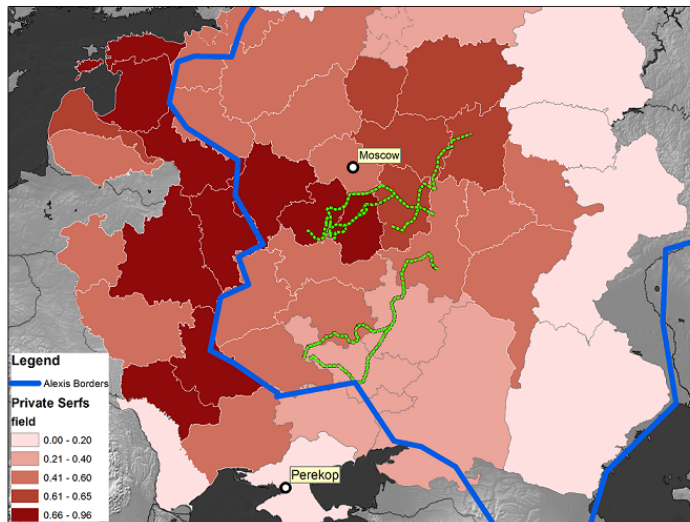 Moscow
Legend
Alexis Borders
Private Serfs
field
0.00 - 0.20
0.21 - 0.40
0.41 - 0.60
0.61 - 0.65
0.66 - 0.96
Perekop